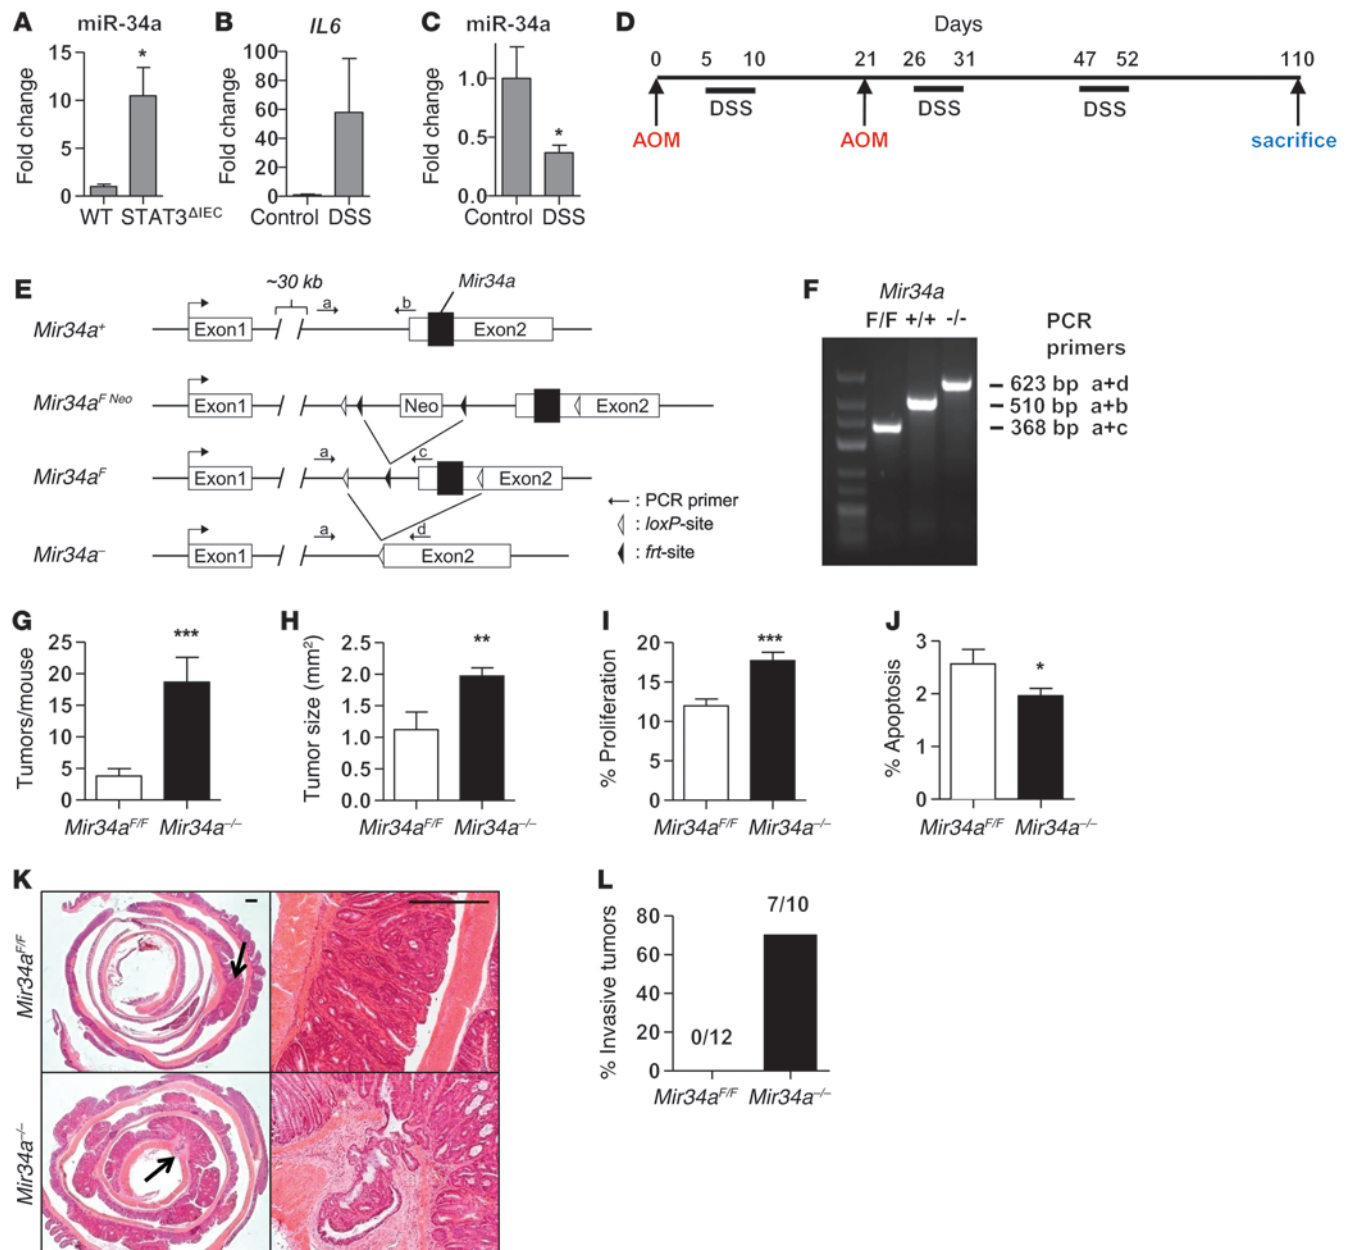 A miR-34a
Fold change
15
10
5
0
*
WT STAT3ΔIEC
B IL6
Fold change
100
80
60
40
20
0
Control DSS
C miR-34a
Fold change
1.0
0.5
0.0
*
Control DSS
D Days
0 5 10 21 26 31 47 52 110
DSS DSS DSS
AOM AOM sacrifice
E ~30 kb Mir34a
a b
Mir34a+ Exon1 Exon2
Mir34aF Neo Exon1 Neo Exon2
a c
Mir34aF Exon1 Exon2
: PCR primer
: loxP-site
: frt-site
a d
Mir34a– Exon1 Exon2
F Mir34a
F/F +/+ -/-
PCR
primers
– 623 bp a+d
– 510 bp a+b
– 368 bp a+c
G
Tumors/mouse
25
20
15
10
5
0
***
Mir34aF/F Mir34a–/–
H
Tumor size (mm2)
2.5
2.0
1.5
1.0
0.5
0.0
**
Mir34aF/F Mir34a–/–
I
% Proliferation
20
15
10
5
0
***
Mir34aF/F Mir34a–/–
J
% Apoptosis
3
2
1
0
*
Mir34aF/F Mir34a–/–
K
Mir34aF/F
Mir34a–/–
L
% Invasive tumors
80
60
40
20
0
0/12
7/10
Mir34aF/F Mir34a–/–